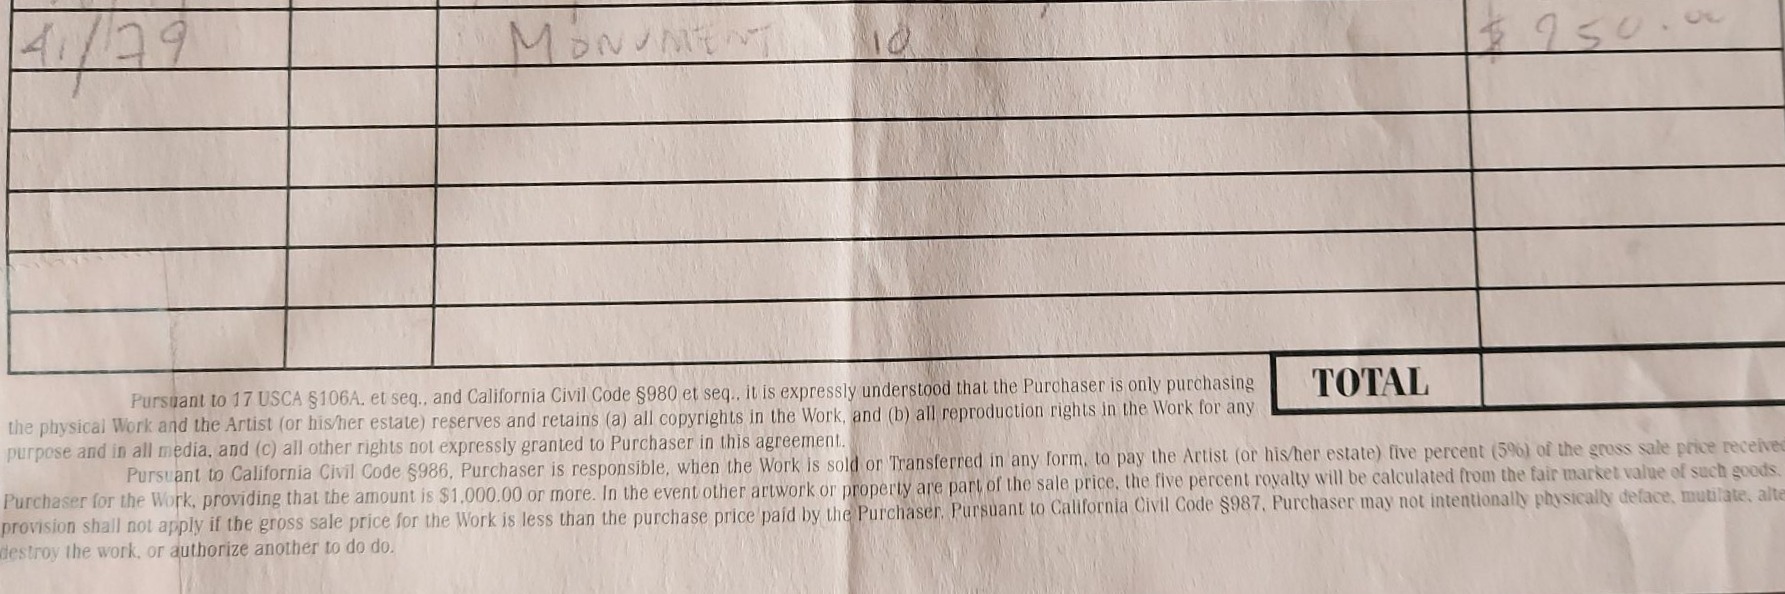 41/79 MONUMENT 10 $ 950.00
TOTAL
Pursuant to 17 USCA §106A. et seq., and California Civil Code §980 et seq., it is expressly understood that the Purchaser is only purchasing
the physical Work and the Artist (or his/her estate) reserves and retains (a) all copyrights in the Work, and (b) all reproduction rights in the Work for any
purpose and in all media, and (c) all other rights not expressly granted to Purchaser in this agreement.
Pursuant to California Civil Code §986, Purchaser is responsible, when the Work is sold or Transferred in any form, to pay the Artist (or his/her estate) five percent (5%) of the gross sale price receive
Purchaser for the Work, providing that the amount is $1,000.00 or more. In the event other artwork or property are part of the sale price, the five percent royalty will be calculated from the fair market value of such goods.
provision shall not apply if the gross sale price for the Work is less than the purchase price paid by the Purchaser. Pursuant to California Civil Code §987, Purchaser may not intentionally physically deface, mutilate, alte
destroy the work, or authorize another to do do.